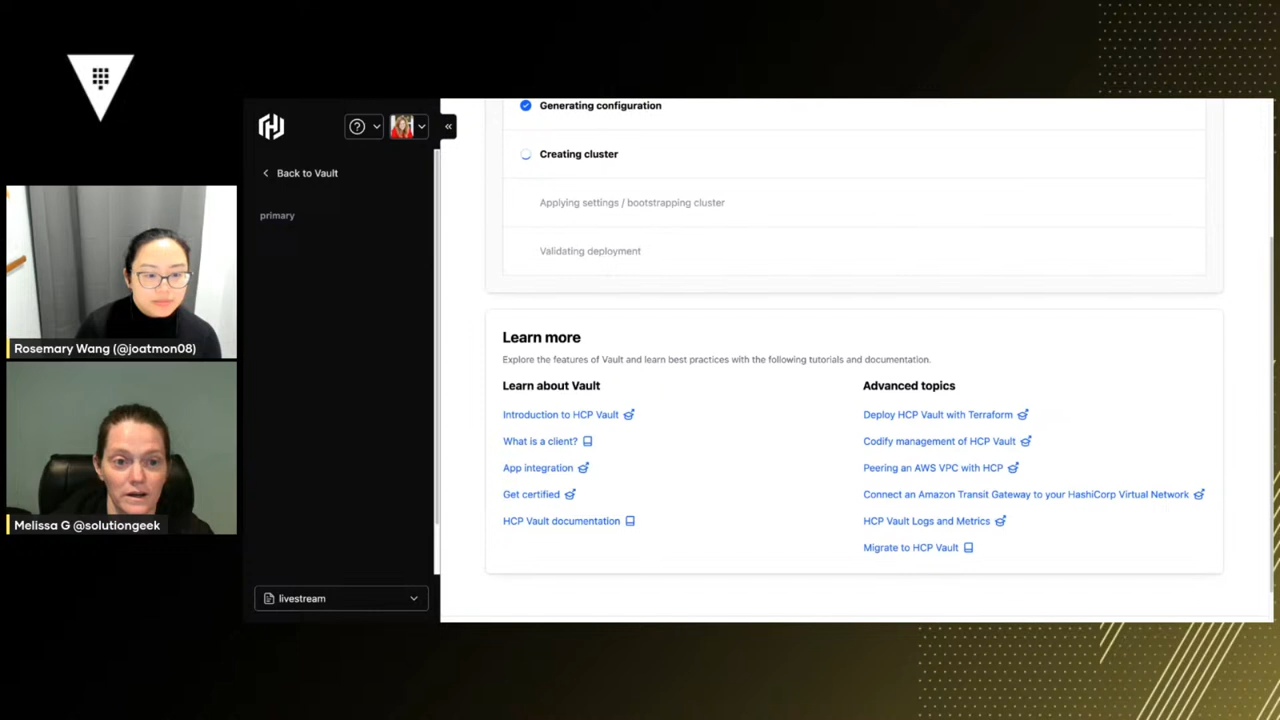 Generating configuration
Creating cluster
Back to Vault
primary
Applying settings / bootstrapping cluster
Validating deployment
Rosemary Wang (@joatmon08)
Melissa G @solutiongeek
Learn more
Explore the features of Vault and learn best practices with the following tutorials and documentation.
Learn about Vault
Introduction to HCP Vault
What is a client?
App integration
Get certified
HCP Vault documentation
Advanced topics
Deploy HCP Vault with Terraform
Codify management of HCP Vault
Peering an AWS VPC with HCP
Connect an Amazon Transit Gateway to your HashiCorp Virtual Network
HCP Vault Logs and Metrics
Migrate to HCP Vault
livestream